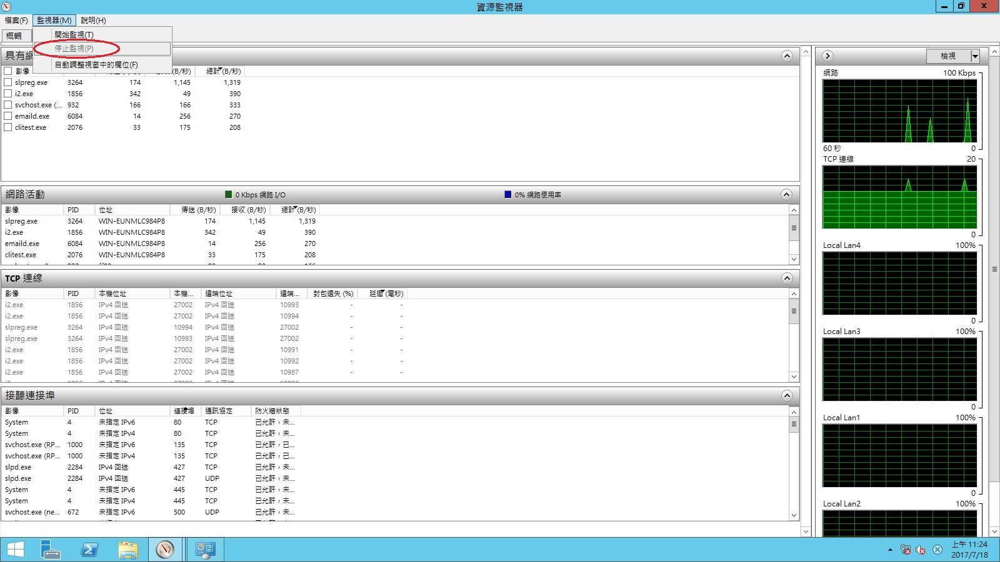 資源監視器
檔案(F) 監視器(M) 說明(H)
開始監視(T)
停止監視(P)
自動調整視窗中的欄位(F)
概觀
具有網
影像 總計 (B/秒)
slpreg.exe 3264 174 1,145 1,319
i2.exe 1856 342 49 390
svchost.exe (... 932 166 166 333
emaild.exe 6084 14 256 270
clitest.exe 2076 33 175 208
網路活動 0 Kbps 網路 I/O 0% 網路使用率
影像 PID 位址 傳送 (B/秒) 接收 (B/秒) 總計 (B/秒)
slpreg.exe 3264 WIN-EUNMLC984P8 174 1,145 1,319
i2.exe 1856 WIN-EUNMLC984P8 342 49 390
emaild.exe 6084 WIN-EUNMLC984P8 14 256 270
clitest.exe 2076 WIN-EUNMLC984P8 33 175 208
TCP 連線
影像 PID 本機位址 本機... 遠端位址 遠端... 封包遺失 (%) 延遲 (毫秒)
i2.exe 1856 IPv4 回送 27002 IPv4 回送 10993 - -
i2.exe 1856 IPv4 回送 27002 IPv4 回送 10994 - -
slpreg.exe 3264 IPv4 回送 10994 IPv4 回送 27002 - -
slpreg.exe 3264 IPv4 回送 10993 IPv4 回送 27002 - -
i2.exe 1856 IPv4 回送 27002 IPv4 回送 10991 - -
i2.exe 1856 IPv4 回送 27002 IPv4 回送 10992 - -
i2.exe 1856 IPv4 回送 27002 IPv4 回送 10987 - -
接聽連接埠
影像 PID 位址 連接埠 通訊協定 防火牆狀態
System 4 未指定 IPv6 80 TCP 已允許，未...
System 4 未指定 IPv4 80 TCP 已允許，未...
svchost.exe (RP... 1000 未指定 IPv6 135 TCP 已允許，已...
svchost.exe (RP... 1000 未指定 IPv4 135 TCP 已允許，已...
slpd.exe 2284 IPv4 回送 427 TCP 已允許，未...
slpd.exe 2284 IPv4 回送 427 UDP 已允許，未...
System 4 未指定 IPv6 445 TCP 已允許，未...
System 4 未指定 IPv4 445 TCP 已允許，未...
svchost.exe (ne... 672 未指定 IPv6 500 UDP 已允許，未...
檢視
網路 100 Kbps
60 秒 0
TCP 連線 20
0
Local Lan4 100%
0
Local Lan3 100%
0
Local Lan1 100%
0
Local Lan2 100%
上午 11:24
2017/7/18